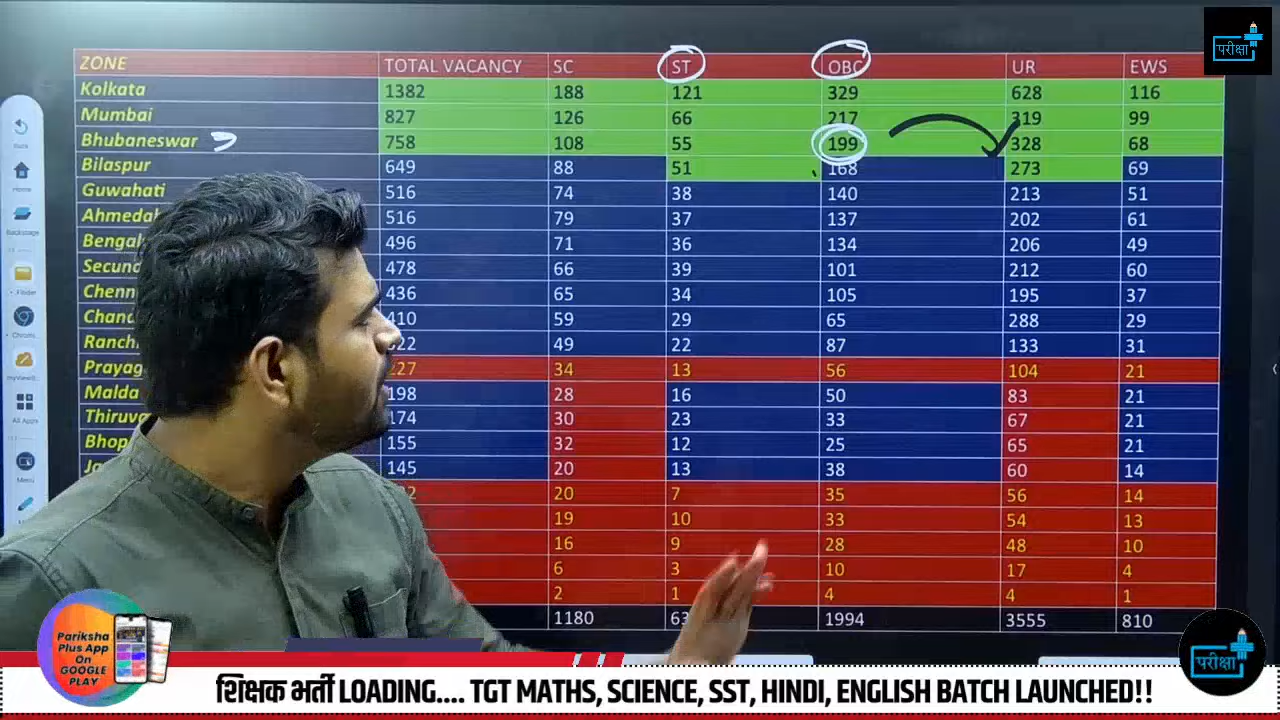 परीक्षा
ZONE TOTAL VACANCY SC ST OBC UR EWS
Kolkata 1382 188 121 329 628 116
Mumbai 827 126 66 217 319 99
Bhubaneswar 758 108 55 199 328 68
Bilaspur 649 88 51 168 273 69
Guwahati 516 74 38 140 213 51
516 79 37 137 202 61
496 71 36 134 206 49
478 66 39 101 212 60
436 65 34 105 195 37
410 59 29 65 288 29
49 22 87 133 31
34 13 56 104 21
Malda 198 28 16 50 83 21
174 30 23 33 67 21
155 32 12 25 65 21
145 20 13 38 60 14
20 7 35 56 14
19 10 33 54 13
16 9 28 48 10
6 3 10 17 4
2 1 4 4 1
1180 1994 3555 810
Home
Backstage
Finder
All Apps
Menu
Pariksha
Plus App
On
GOOGLE
PLAY
परीक्षा
शिक्षक भर्ती LOADING.... TGT MATHS, SCIENCE, SST, HINDI, ENGLISH BATCH LAUNCHED!!